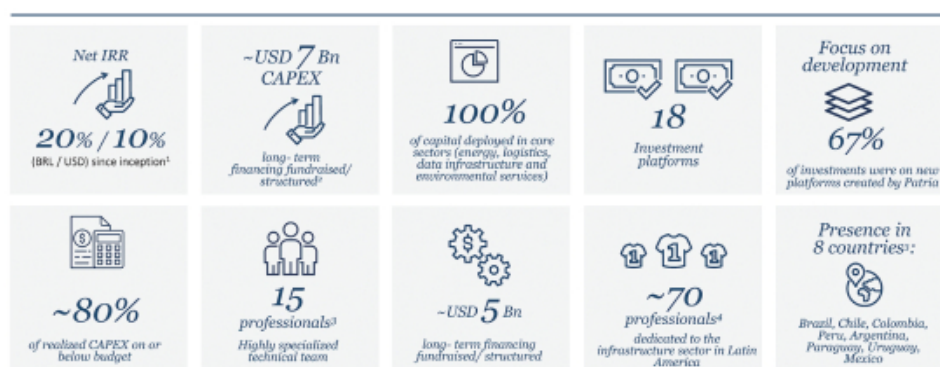 Net IRR
20% / 10%
(BRL / USD) since inception¹
~USD 7 Bn
CAPEX
long- term
financing fundraised/
structured²
100%
of capital deployed in core
sectors (energy, logistics,
data infrastructure and
environmental services)
18
Investment
platforms
Focus on
development
67%
of investments were on new
platforms created by Patria
~80%
of realized CAPEX on or
below budget
15
professionals³
Highly specialized
technical team
~USD 5 Bn
long- term financing
fundraised/ structured
~70
professionals⁴
dedicated to the
infrastructure sector in Latin
America
Presence in
8 countries³:
Brazil, Chile, Colombia,
Peru, Argentina,
Paraguay, Uruguay,
Mexico